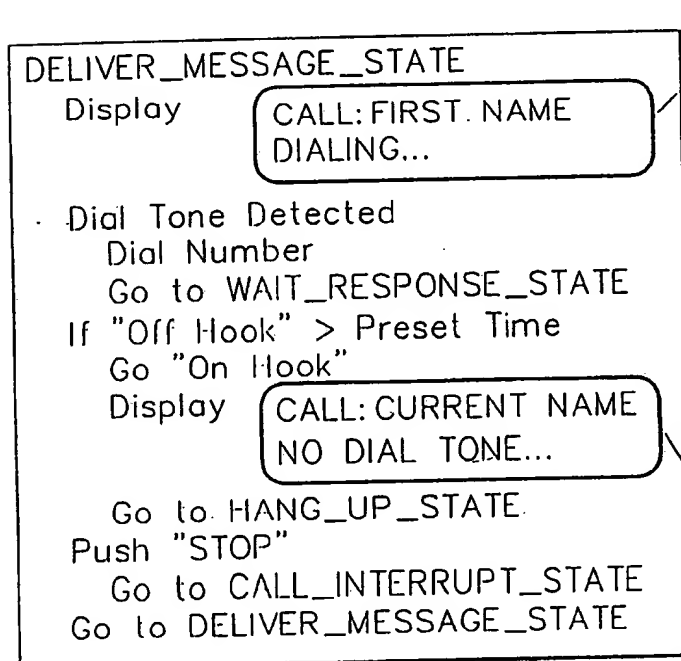 DELIVER_MESSAGE_STATE
Display
CALL: FIRST. NAME
DIALING...
Dial Tone Detected
Dial Number
Go to WAIT_RESPONSE_STATE
If "Off Hook" > Preset Time
Go "On Hook"
Display
CALL: CURRENT NAME
NO DIAL TONE...
Go to HANG_UP_STATE
Push "STOP"
Go to CALL_INTERRUPT_STATE
Go to DELIVER_MESSAGE_STATE